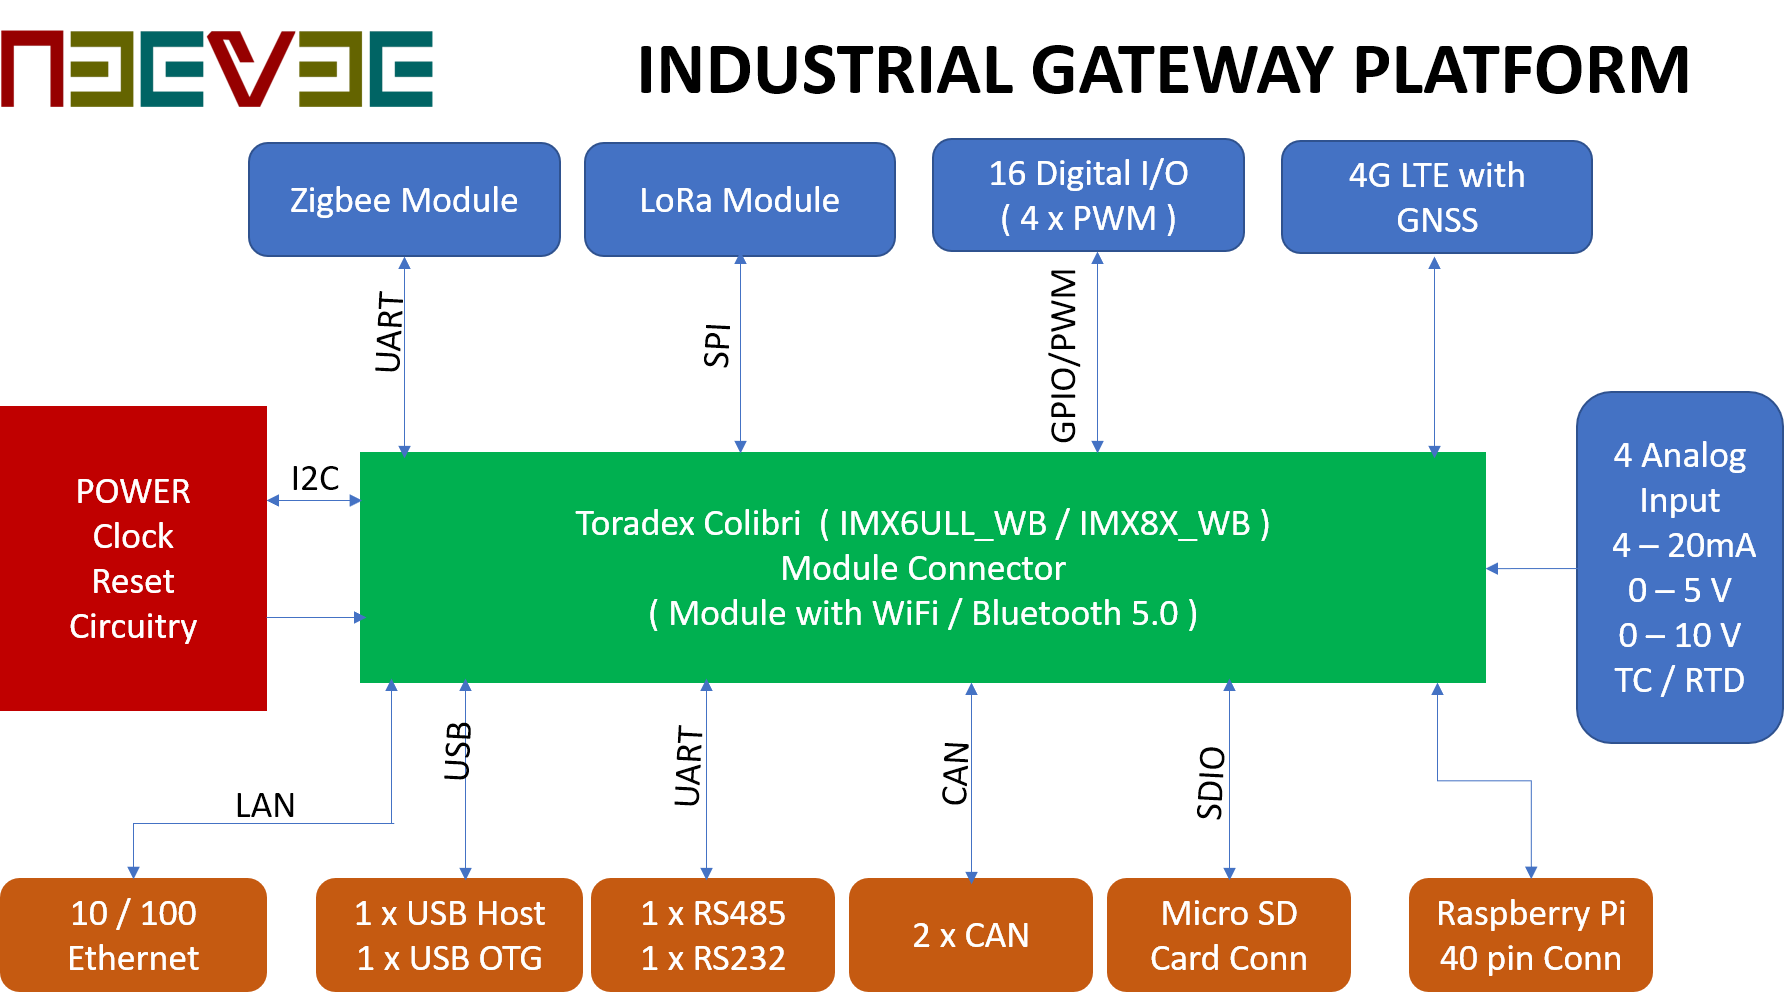 NEEVEE
INDUSTRIAL GATEWAY PLATFORM
Zigbee Module
LoRa Module
16 Digital I/O
( 4 x PWM )
4G LTE with
GNSS
UART
SPI
GPIO/PWM
POWER
Clock
Reset
Circuitry
I2C
Toradex Colibri ( IMX6ULL_WB / IMX8X_WB )
Module Connector
( Module with WiFi / Bluetooth 5.0 )
4 Analog
Input
4 – 20mA
0 – 5 V
0 – 10 V
TC / RTD
LAN
USB
UART
CAN
SDIO
10 / 100
Ethernet
1 x USB Host
1 x USB OTG
1 x RS485
1 x RS232
2 x CAN
Micro SD
Card Conn
Raspberry Pi
40 pin Conn